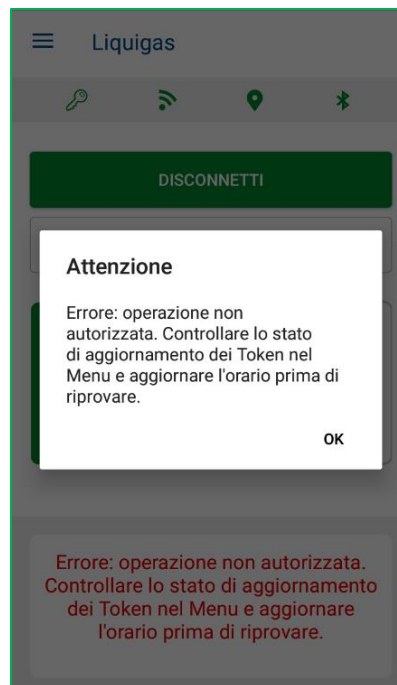 Liquigas
DISCONNETTI
Attenzione
Errore: operazione non
autorizzata. Controllare lo stato
di aggiornamento dei Token nel
Menu e aggiornare l'orario prima di
riprovare.
OK
Errore: operazione non autorizzata.
Controllare lo stato di aggiornamento
dei Token nel Menu e aggiornare
l'orario prima di riprovare.